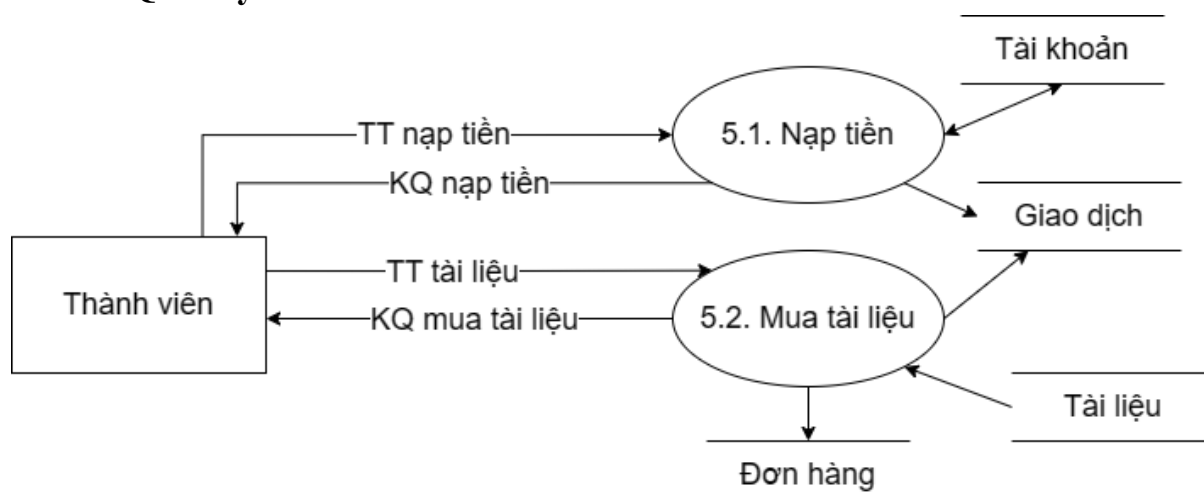 Tài khoản
TT nạp tiền
5.1. Nạp tiền
KQ nạp tiền
Giao dịch
TT tài liệu
Thành viên
KQ mua tài liệu
5.2. Mua tài liệu
Tài liệu
Đơn hàng